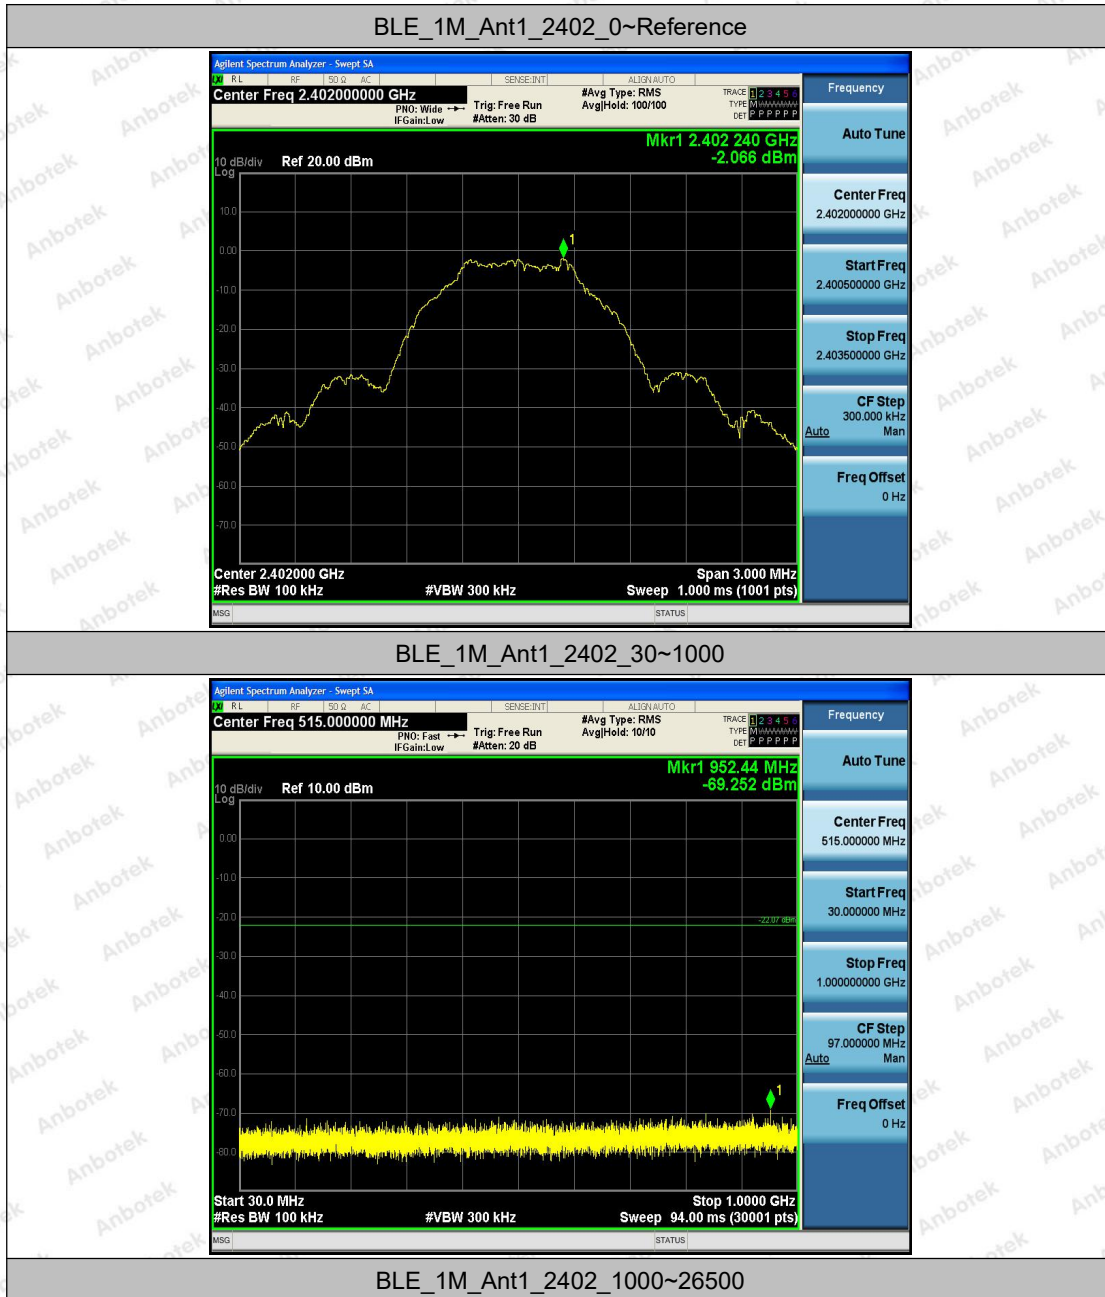 BLE_1M_Ant1_2402_0~Reference
Agilent Spectrum Analyzer - Swept SA
LXI RL RF 50 Ω AC SENSE:INT ALIGNAUTO
Center Freq 2.402000000 GHz
PNO: Wide
IFGain:Low
Trig: Free Run
#Atten: 30 dB
#Avg Type: RMS
Avg|Hold: 100/100
TRACE 1 2 3 4 5 6
TYPE M WWWWW
DET P P P P P P
Mkr1 2.402 240 GHz
-2.066 dBm
10 dB/div Ref 20.00 dBm
Log
10.0
0.00
-10.0
-20.0
-30.0
-40.0
-50.0
-60.0
-70.0
1
Center 2.402000 GHz Span 3.000 MHz
#Res BW 100 kHz #VBW 300 kHz Sweep 1.000 ms (1001 pts)
MSG STATUS
Frequency
Auto Tune
Center Freq
2.402000000 GHz
Start Freq
2.400500000 GHz
Stop Freq
2.403500000 GHz
CF Step
300.000 kHz
Auto Man
Freq Offset
0 Hz
BLE_1M_Ant1_2402_30~1000
Agilent Spectrum Analyzer - Swept SA
LXI RL RF 50 Ω AC SENSE:INT ALIGNAUTO
Center Freq 515.000000 MHz
PNO: Fast
IFGain:Low
Trig: Free Run
#Atten: 20 dB
#Avg Type: RMS
Avg|Hold: 10/10
TRACE 1 2 3 4 5 6
TYPE M WWWWW
DET P P P P P P
Mkr1 952.44 MHz
-69.252 dBm
10 dB/div Ref 10.00 dBm
Log
0.00
-10.0
-20.0
-30.0
-40.0
-50.0
-60.0
-70.0
-80.0
-22.07 dBm
1
Start 30.0 MHz Stop 1.0000 GHz
#Res BW 100 kHz #VBW 300 kHz Sweep 94.00 ms (30001 pts)
MSG STATUS
Frequency
Auto Tune
Center Freq
515.000000 MHz
Start Freq
30.000000 MHz
Stop Freq
1.000000000 GHz
CF Step
97.000000 MHz
Auto Man
Freq Offset
0 Hz
BLE_1M_Ant1_2402_1000~26500
Anbotek